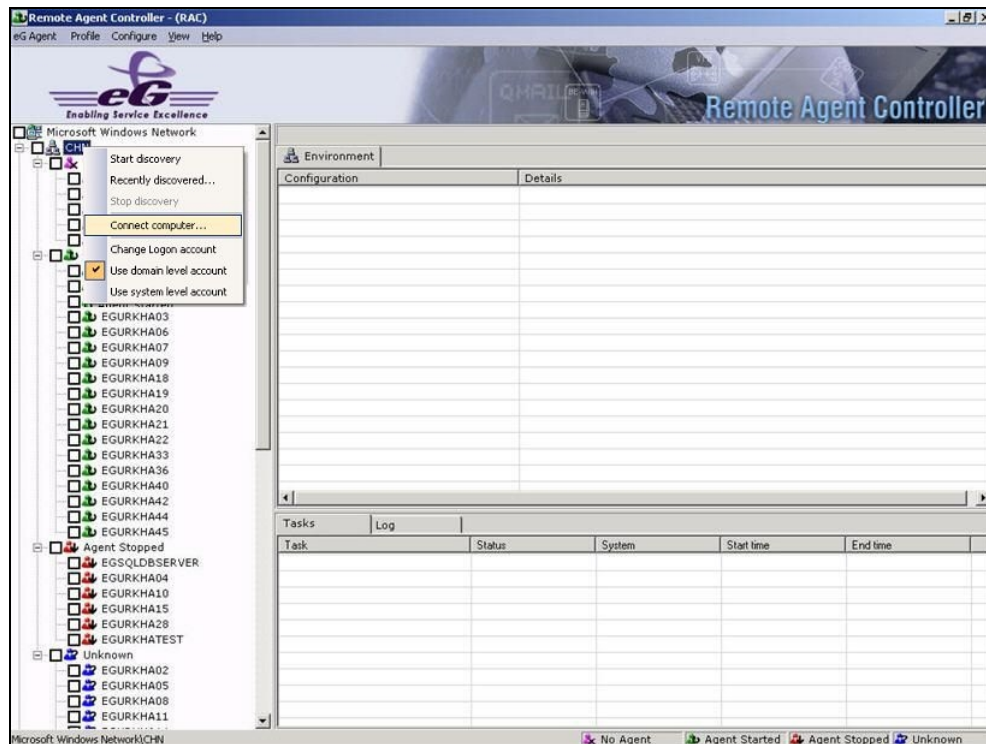 Remote Agent Controller - (RAC)
eG Agent Profile Configure View Help
eG
Enabling Service Excellence
QMAIL
Remote Agent Controller
Microsoft Windows Network
CHN
Start discovery
Recently discovered...
Stop discovery
Connect computer...
Change Logon account
Use domain level account
Use system level account
Agent Started
EGURKHA03
EGURKHA06
EGURKHA07
EGURKHA09
EGURKHA18
EGURKHA19
EGURKHA20
EGURKHA21
EGURKHA22
EGURKHA33
EGURKHA36
EGURKHA40
EGURKHA42
EGURKHA44
EGURKHA45
Agent Stopped
EGSQLDBSERVER
EGURKHA04
EGURKHA10
EGURKHA15
EGURKHA28
EGURKHATEST
Unknown
EGURKHA02
EGURKHA05
EGURKHA08
EGURKHA11
Environment
Configuration Details
Tasks Log
Task Status System Start time End time
Microsoft Windows Network\CHN
No Agent Agent Started Agent Stopped Unknown